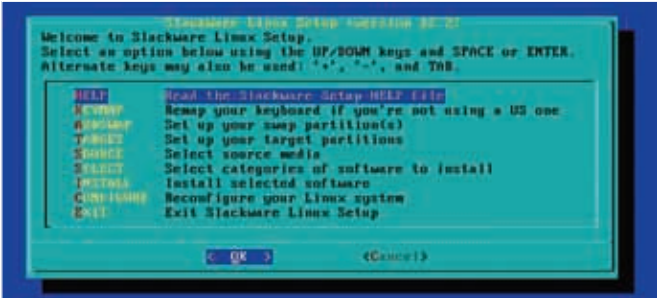 Slackware Linux Setup (version 12.2)
Welcome to Slackware Linux Setup.
Select an option below using the UP/DOWN keys and SPACE or ENTER.
Alternate keys may also be used: '+', '-', and TAB.
HELP Read the Slackware Setup HELP file
KEYMAP Remap your keyboard if you're not using a US one
ADDSWAP Set up your swap partition(s)
TARGET Set up your target partitions
SOURCE Select source media
SELECT Select categories of software to install
INSTALL Install selected software
CONFIGURE Reconfigure your Linux system
EXIT Exit Slackware Linux Setup
< OK > <Cancel>